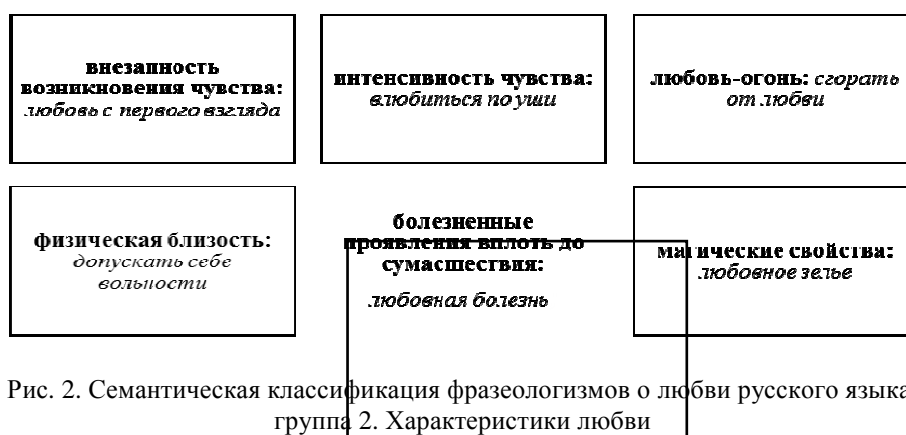 внезапность
возникновения чувства:
любовь с первого взгляда
интенсивность чувства:
влюбиться по уши
любовь-огонь: сгорать
от любви
физическая близость:
допускать себе
вольности
болезненные
проявления вплоть до
сумасшествия:
любовная болезнь
магические свойства:
любовное зелье
Рис. 2. Семантическая классификация фразеологизмов о любви русского языка
группа 2. Характеристики любви